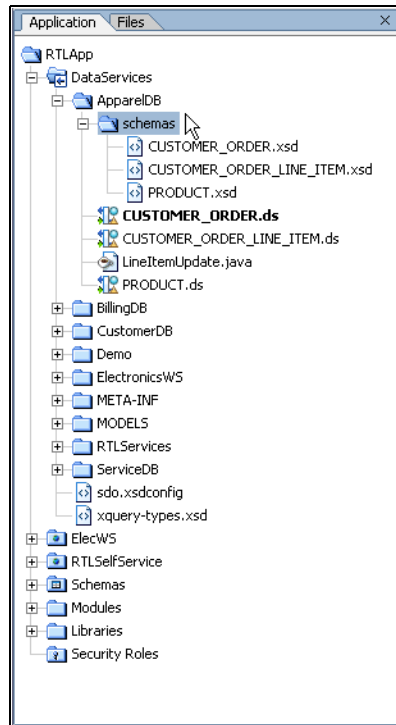 Application Files
RTLApp
DataServices
ApparelDB
schemas
CUSTOMER_ORDER.xsd
CUSTOMER_ORDER_LINE_ITEM.xsd
PRODUCT.xsd
CUSTOMER_ORDER.ds
CUSTOMER_ORDER_LINE_ITEM.ds
LineItemUpdate.java
PRODUCT.ds
BillingDB
CustomerDB
Demo
ElectronicsWS
META-INF
MODELS
RTLServices
ServiceDB
sdo.xsdconfig
xquery-types.xsd
ElecWS
RTLSelfService
Schemas
Modules
Libraries
Security Roles